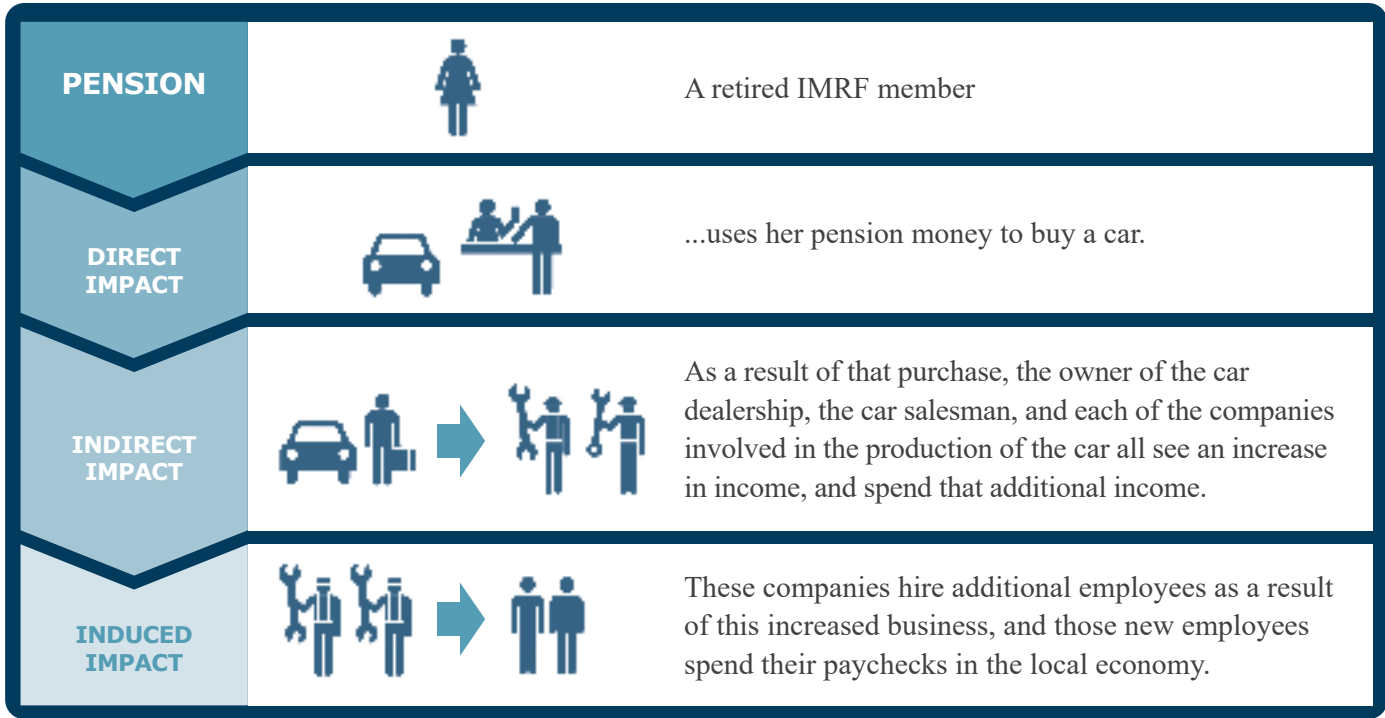 PENSION
A retired IMRF member
DIRECT
IMPACT
...uses her pension money to buy a car.
INDIRECT
IMPACT
As a result of that purchase, the owner of the car
dealership, the car salesman, and each of the companies
involved in the production of the car all see an increase
in income, and spend that additional income.
INDUCED
IMPACT
These companies hire additional employees as a result
of this increased business, and those new employees
spend their paychecks in the local economy.